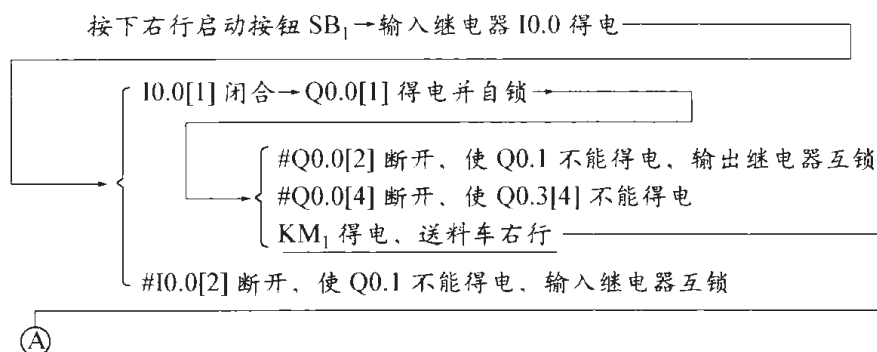 按下右行启动按钮 SB₁→输入继电器 I0.0 得电
I0.0[1] 闭合→Q0.0[1] 得电并自锁
#Q0.0[2] 断开、使 Q0.1 不能得电、输出继电器互锁
#Q0.0[4] 断开、使 Q0.3[4] 不能得电
KM₁ 得电、送料车右行
#I0.0[2] 断开、使 Q0.1 不能得电、输入继电器互锁
A